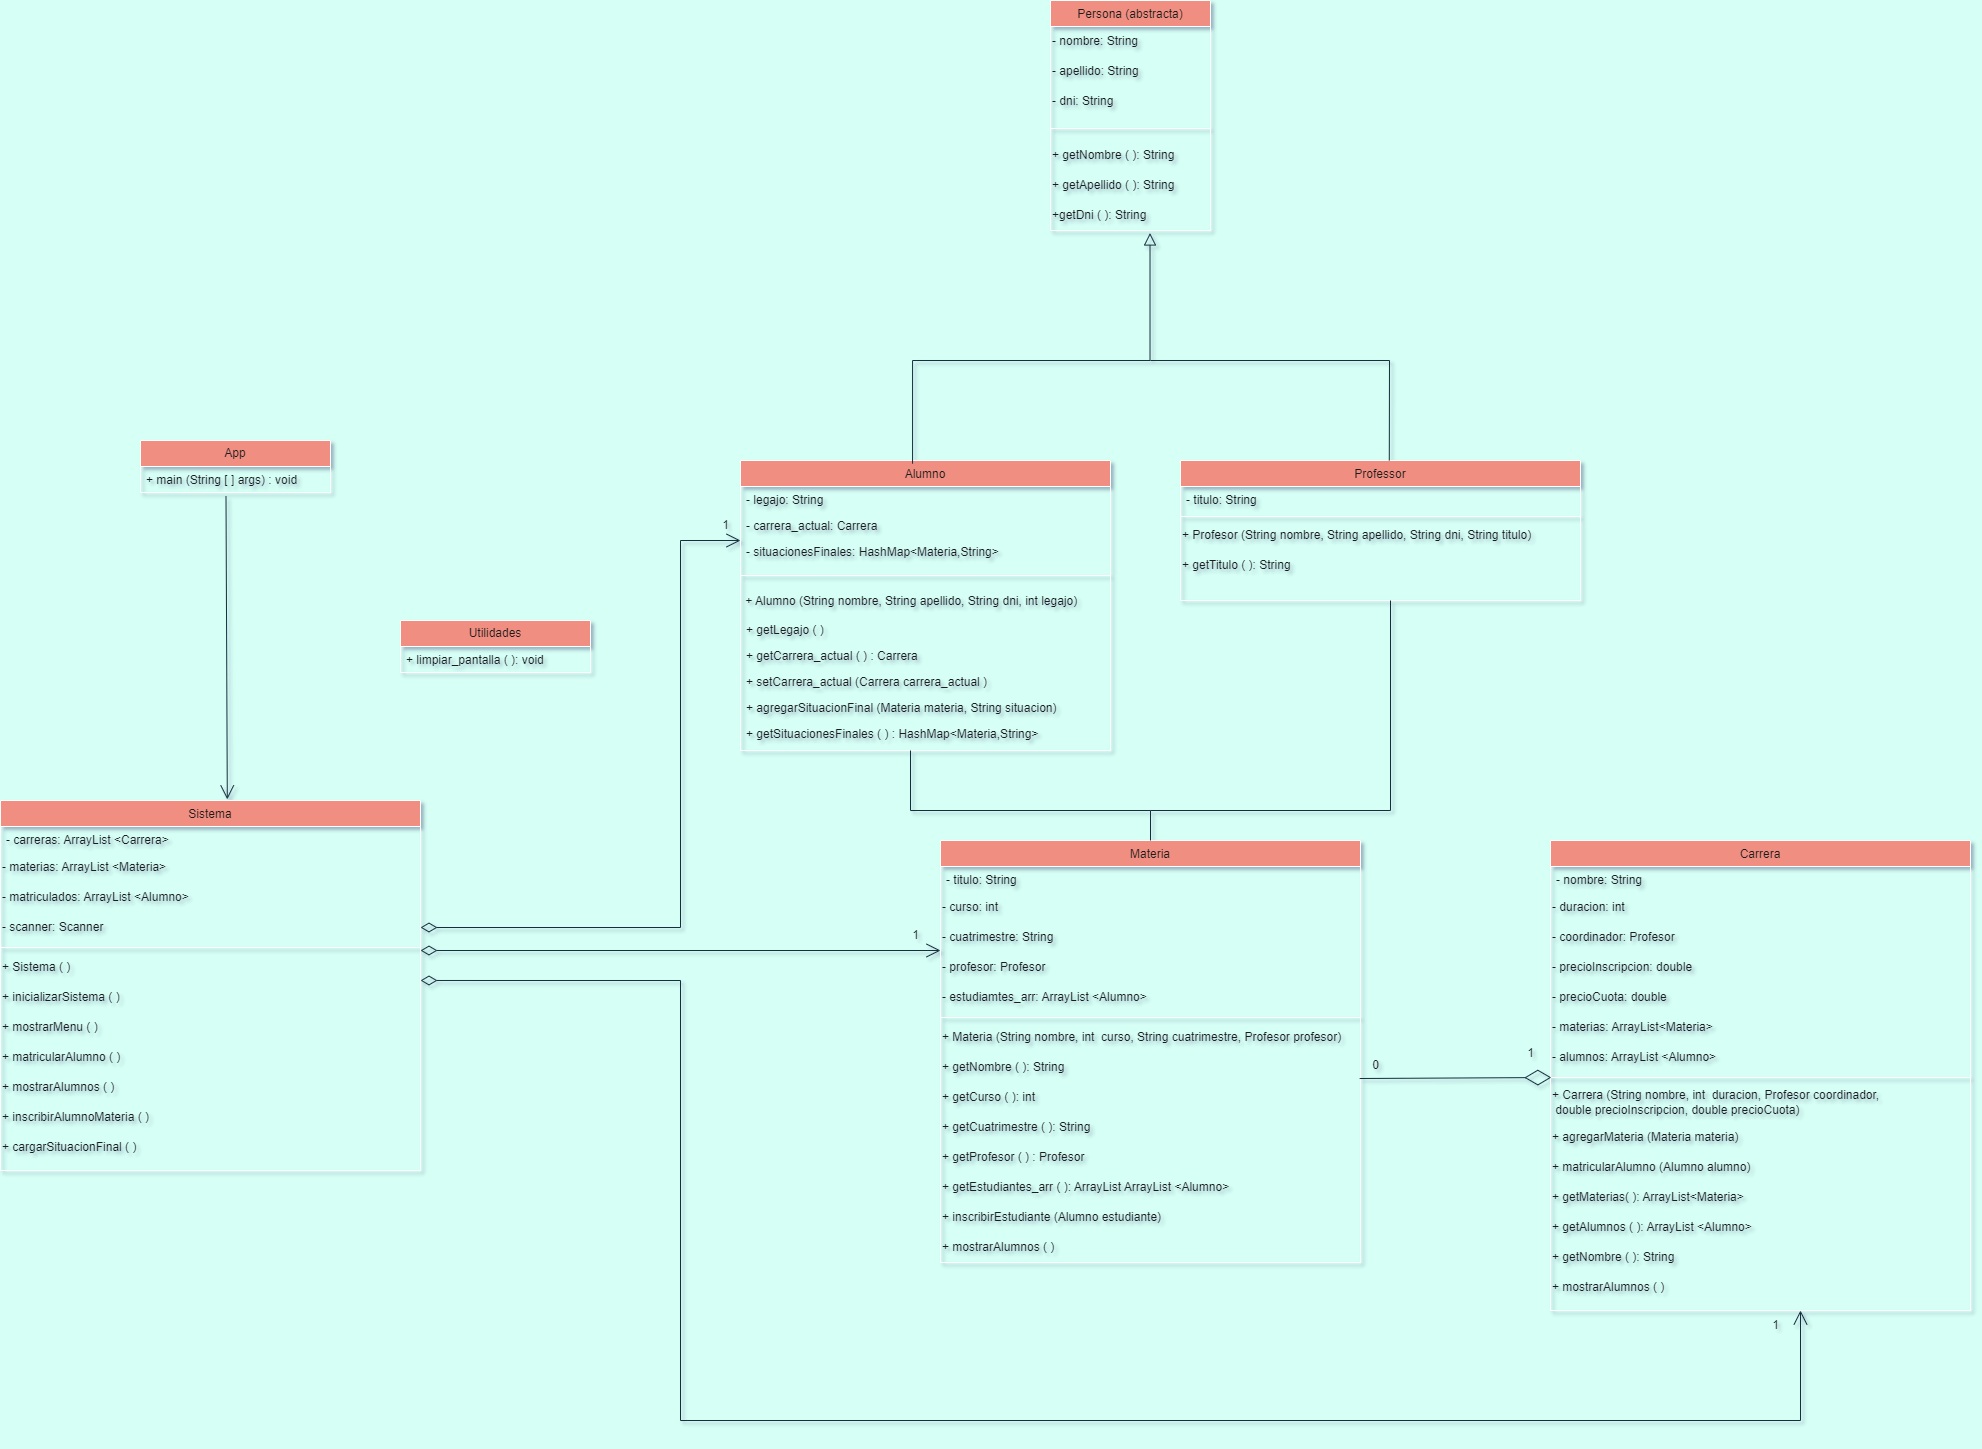 Persona (abstracta)
- nombre: String
- apellido: String
- dni: String
+ getNombre ( ): String
+ getApellido ( ): String
+getDni ( ): String
App
+ main (String [ ] args) : void
Utilidades
+ limpiar_pantalla ( ): void
Alumno
- legajo: String
- carrera_actual: Carrera
- situacionesFinales: HashMap<Materia,String>
+ Alumno (String nombre, String apellido, String dni, int legajo)
+ getLegajo ( )
+ getCarrera_actual ( ) : Carrera
+ setCarrera_actual (Carrera carrera_actual )
+ agregarSituacionFinal (Materia materia, String situacion)
+ getSituacionesFinales ( ) : HashMap<Materia,String>
1
Professor
- titulo: String
+ Profesor (String nombre, String apellido, String dni, String titulo)
+ getTitulo ( ): String
Sistema
- carreras: ArrayList <Carrera>
- materias: ArrayList <Materia>
- matriculados: ArrayList <Alumno>
- scanner: Scanner
+ Sistema ( )
+ inicializarSistema ( )
+ mostrarMenu ( )
+ matricularAlumno ( )
+ mostrarAlumnos ( )
+ inscribirAlumnoMateria ( )
+ cargarSituacionFinal ( )
1
Materia
- titulo: String
- curso: int
- cuatrimestre: String
- profesor: Profesor
- estudiamtes_arr: ArrayList <Alumno>
+ Materia (String nombre, int  curso, String cuatrimestre, Profesor profesor)
+ getNombre ( ): String
+ getCurso ( ): int
+ getCuatrimestre ( ): String
+ getProfesor ( ) : Profesor
+ getEstudiantes_arr ( ): ArrayList ArrayList <Alumno>
+ inscribirEstudiante (Alumno estudiante)
+ mostrarAlumnos ( )
0
1
Carrera
- nombre: String
- duracion: int
- coordinador: Profesor
- precioInscripcion: double
- precioCuota: double
- materias: ArrayList<Materia>
- alumnos: ArrayList <Alumno>
+ Carrera (String nombre, int  duracion, Profesor coordinador,
double precioInscripcion, double precioCuota)
+ agregarMateria (Materia materia)
+ matricularAlumno (Alumno alumno)
+ getMaterias( ): ArrayList<Materia>
+ getAlumnos ( ): ArrayList <Alumno>
+ getNombre ( ): String
+ mostrarAlumnos ( )
1